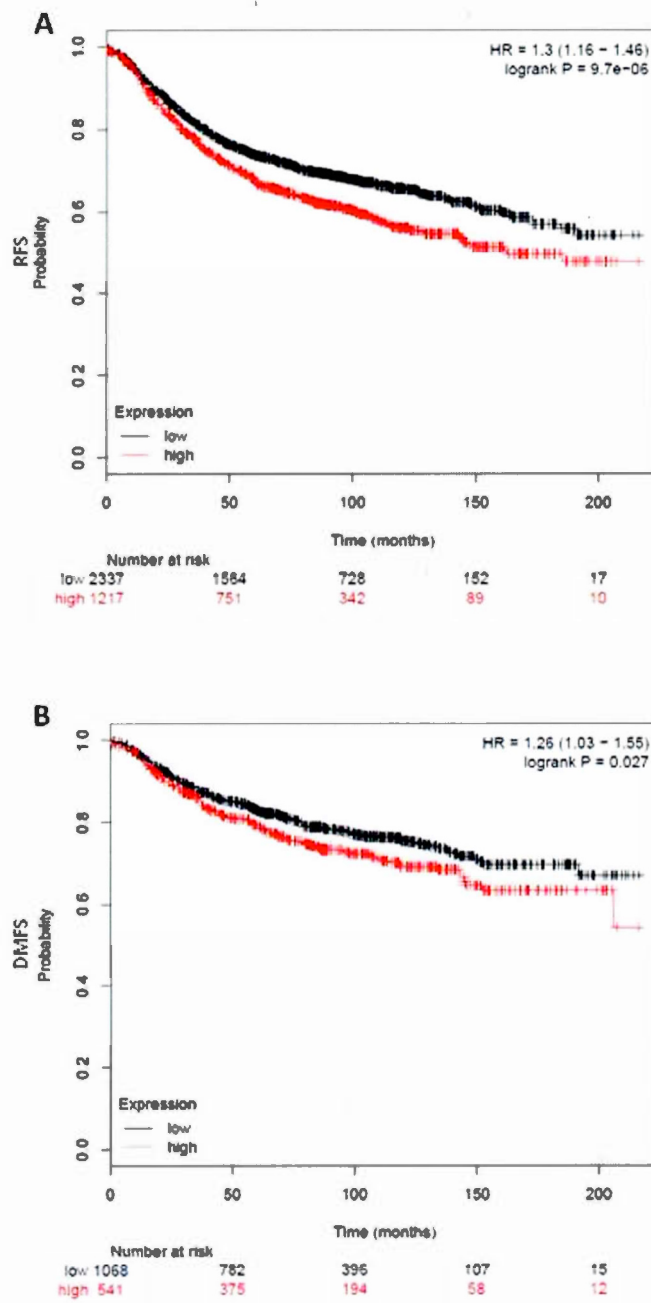 A
HR = 1.3 (1.16 − 1.46)
logrank P = 9.7e−06
1.0
0.8
0.6
0.4
0.2
0.0
RFS
Probability
Expression
low
high
0 50 100 150 200
Time (months)
Number at risk
low 2337 1584 728 152 17
high 1217 751 342 89 10
B
HR = 1.26 (1.03 − 1.55)
logrank P = 0.027
1.0
0.8
0.6
0.4
0.2
0.0
DMFS
Probability
Expression
low
high
0 50 100 150 200
Time (months)
Number at risk
low 1068 782 396 107 15
high 541 375 194 58 12